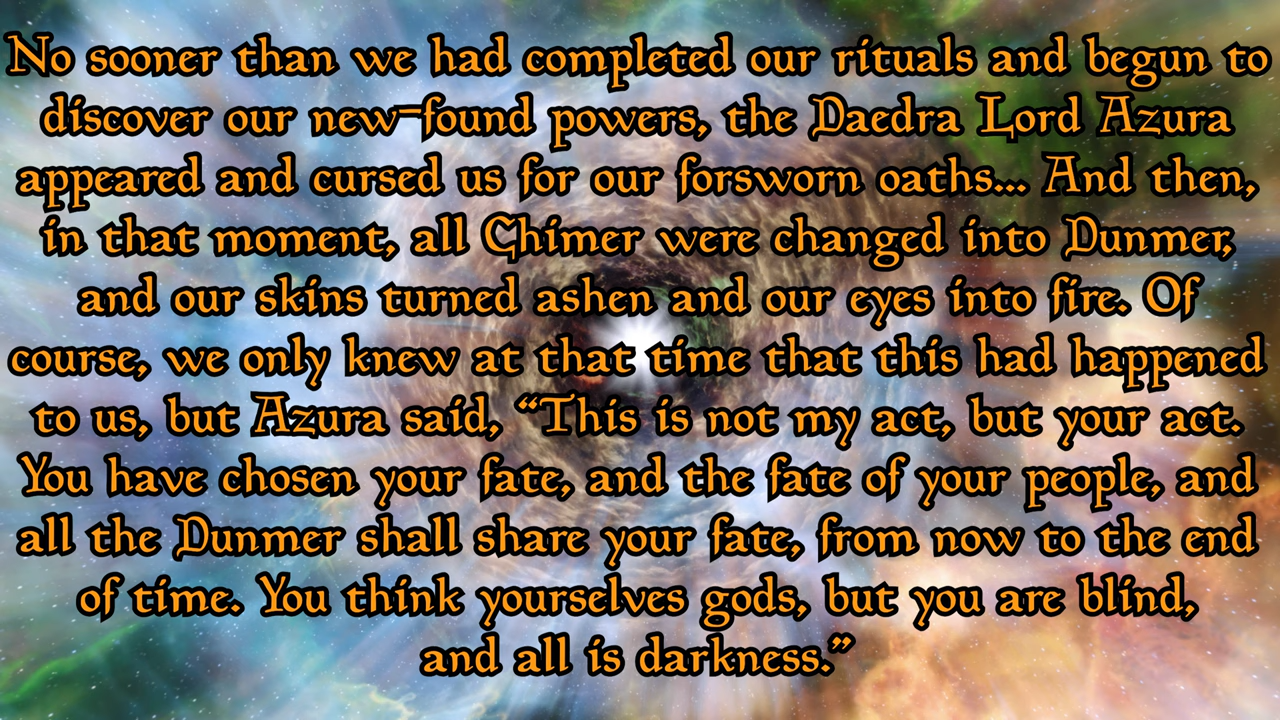 No sooner than we had completed our rituals and begun to
discover our new-found powers, the Daedra Lord Azura
appeared and cursed us for our forsworn oaths... And then,
in that moment, all Chimer were changed into Dunmer,
and our skins turned ashen and our eyes into fire. Of
course, we only knew at that time that this had happened
to us, but Azura said, “This is not my act, but your act.
You have chosen your fate, and the fate of your people, and
all the Dunmer shall share your fate, from now to the end
of time. You think yourselves gods, but you are blind,
and all is darkness.”